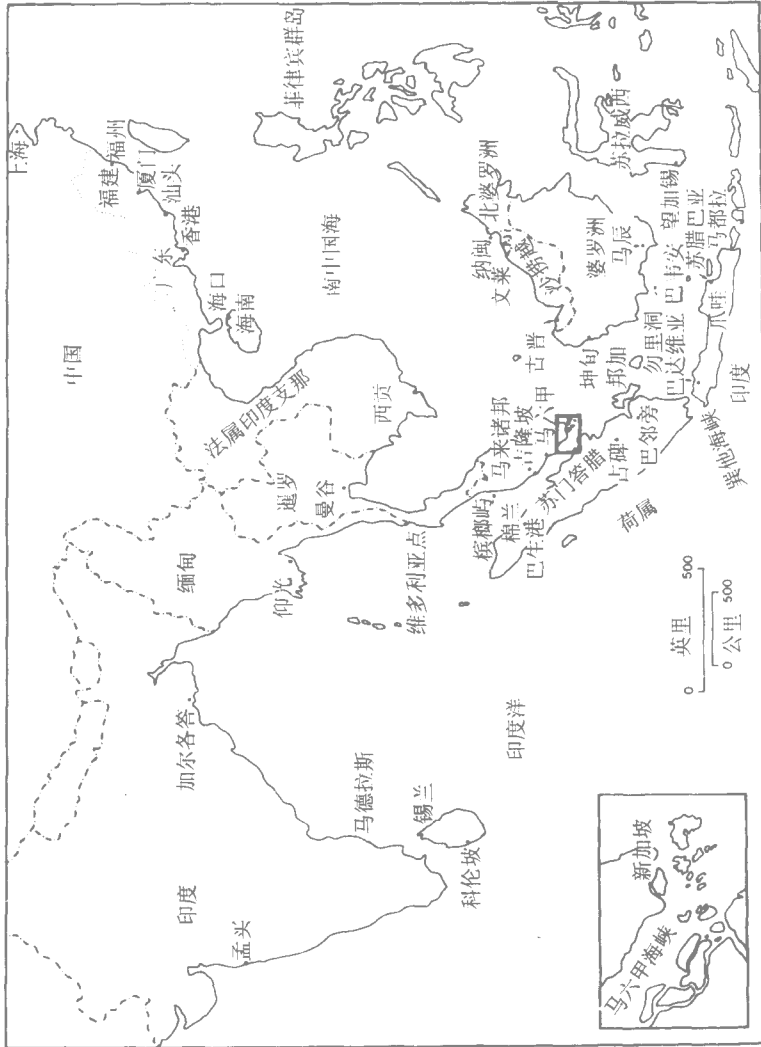 上海
中国
福建
福州
厦门
汕头
广东
香港
海口
海南
菲律宾群岛
南中国海
法属印度支那
缅甸
暹罗
曼谷
西贡
仰光
加尔各答
印度
孟买
马德拉斯
锡兰
科伦坡
印度洋
维多利亚点
槟榔屿
棉兰
巴生港
马来诸邦
吉隆坡
马六甲
苏门答腊
占碑
巴邻旁
荷属
印度
巽他海峡
古晋
坤甸
邦加
勿里洞
巴达维亚
爪哇
纳闽
文莱
北婆罗洲
婆罗洲
马辰
苏拉威西
望加锡
巴韦安
苏腊巴亚
马都拉
英里
0 500
0 500
公里
新加坡
马六甲海峡